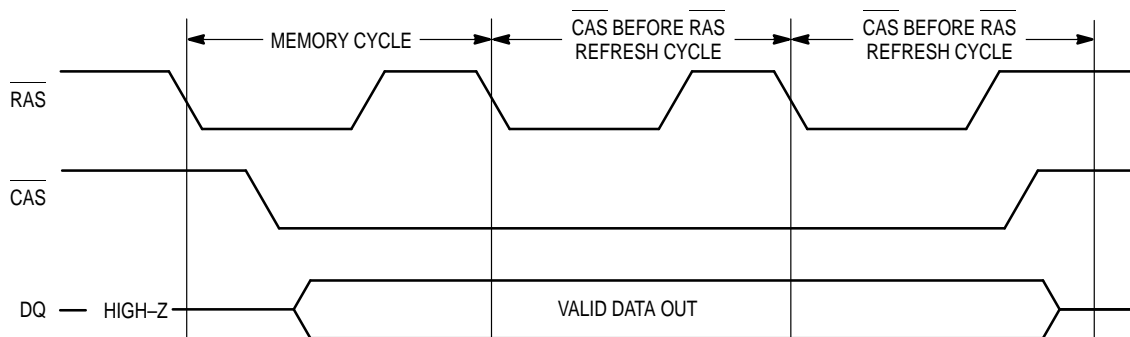 MEMORY CYCLE
CAS BEFORE RAS
REFRESH CYCLE
CAS BEFORE RAS
REFRESH CYCLE
RAS
CAS
DQ
HIGH–Z
VALID DATA OUT